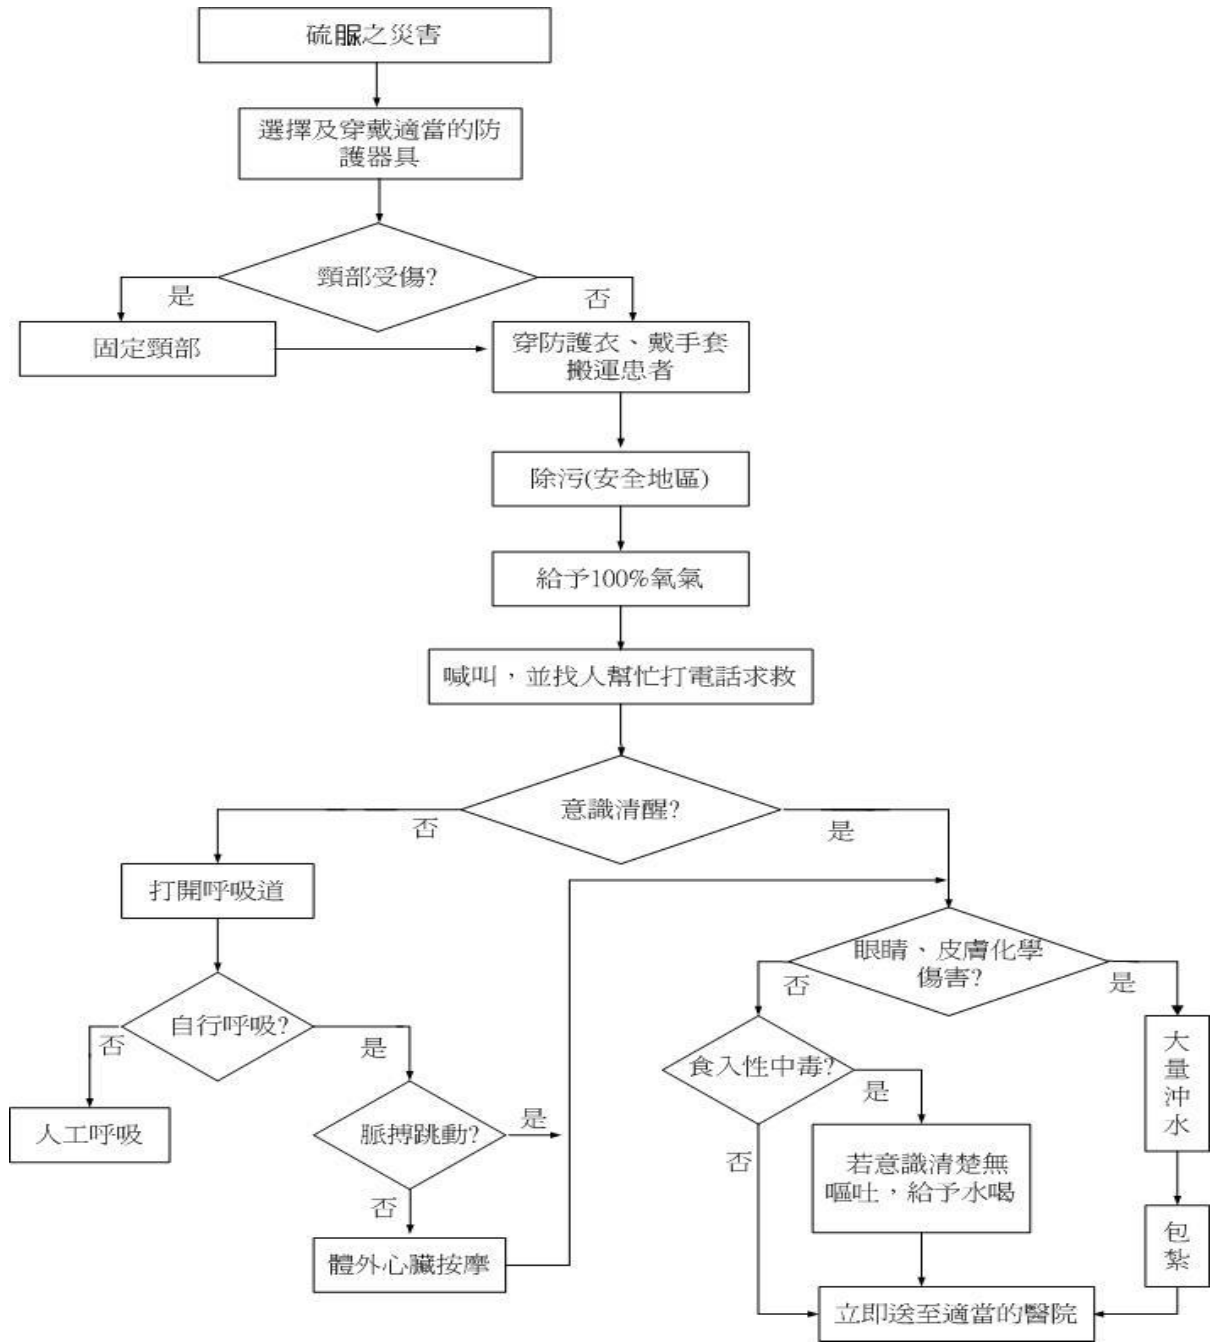 硫脲之災害
選擇及穿戴適當的防
護器具
頸部受傷?
是
否
固定頸部
穿防護衣、戴手套
搬運患者
除污(安全地區)
給予100%氧氣
喊叫，並找人幫忙打電話求救
意識清醒?
否
是
打開呼吸道
眼睛、皮膚化學
傷害?
否
是
自行呼吸?
否
是
大
量
沖
水
食入性中毒?
是
否
人工呼吸
脈搏跳動?
是
否
若意識清楚無
嘔吐，給予水喝
包
紮
體外心臟按摩
立即送至適當的醫院